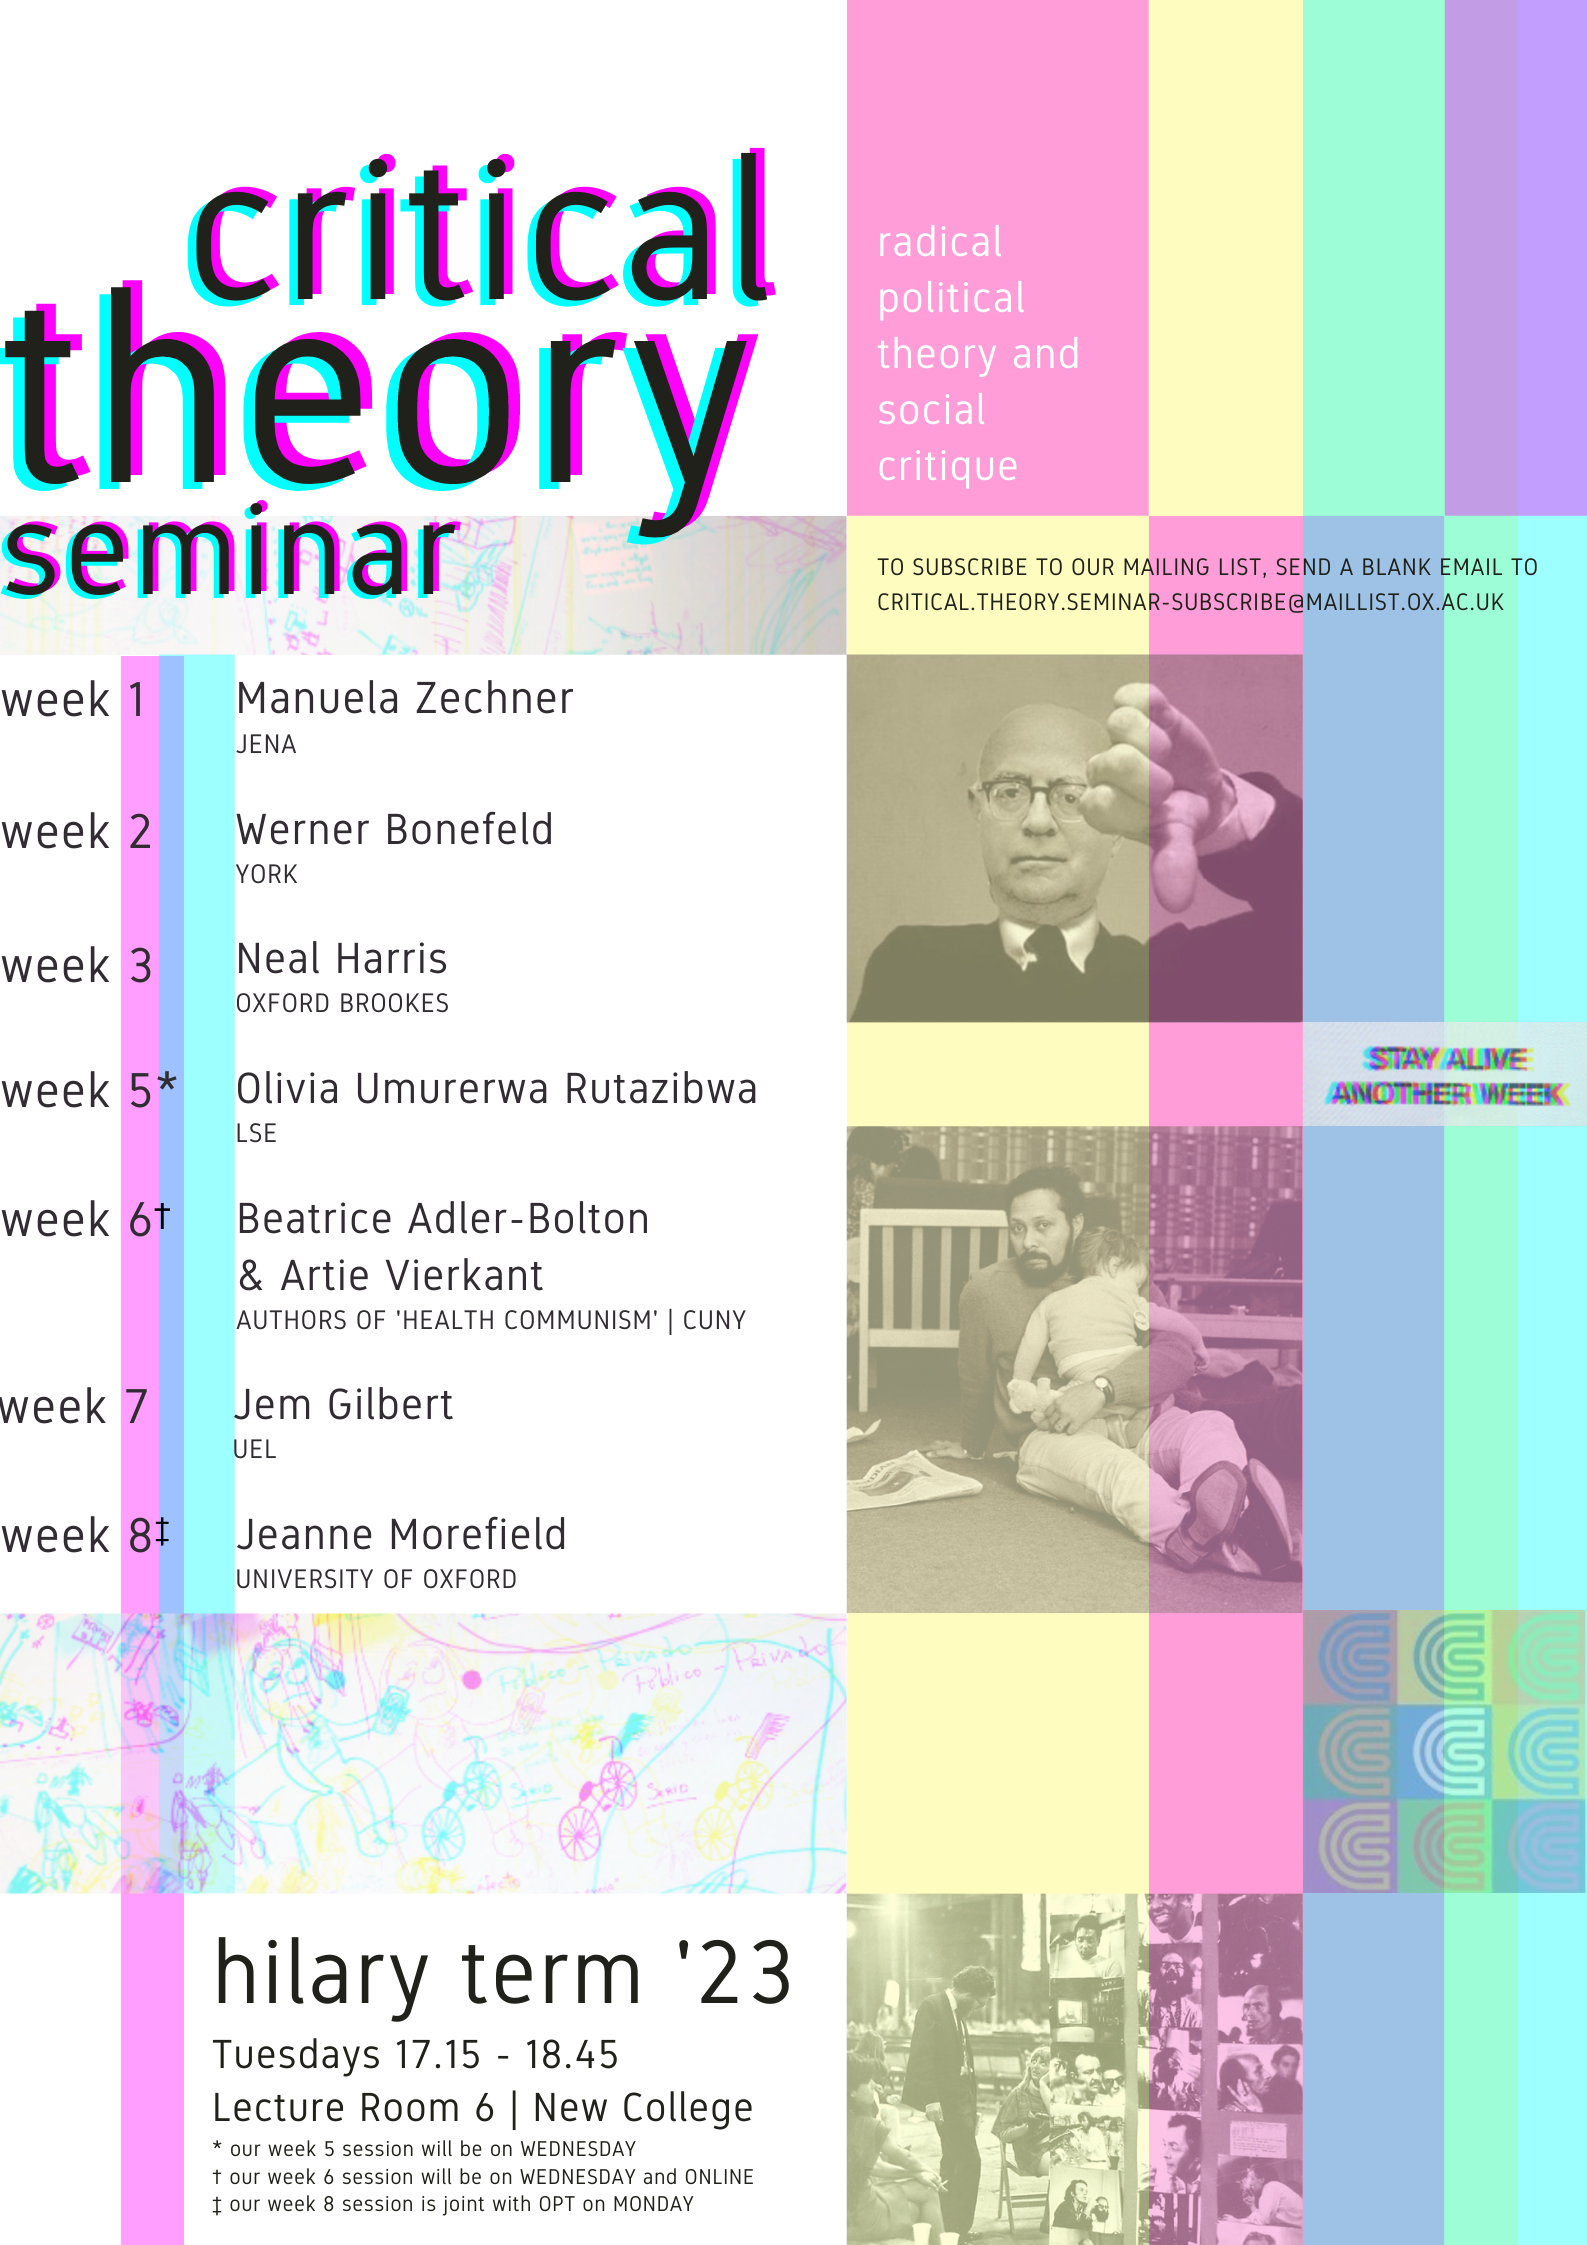 critical
theory
seminar
radical
political
theory and
social
critique
TO SUBSCRIBE TO OUR MAILING LIST, SEND A BLANK EMAIL TO
CRITICAL.THEORY.SEMINAR-SUBSCRIBE@MAILLIST.OX.AC.UK
week 1
Manuela Zechner
JENA
week 2
Werner Bonefeld
YORK
week 3
Neal Harris
OXFORD BROOKES
week 5*
Olivia Umurerwa Rutazibwa
LSE
week 6†
Beatrice Adler-Bolton
& Artie Vierkant
AUTHORS OF 'HEALTH COMMUNISM' | CUNY
week 7
Jem Gilbert
UEL
week 8‡
Jeanne Morefield
UNIVERSITY OF OXFORD
STAY ALIVE
ANOTHER WEEK
Público - Privado
Público - Privado
hilary term '23
Tuesdays 17.15 - 18.45
Lecture Room 6 | New College
* our week 5 session will be on WEDNESDAY
† our week 6 session will be on WEDNESDAY and ONLINE
‡ our week 8 session is joint with OPT on MONDAY